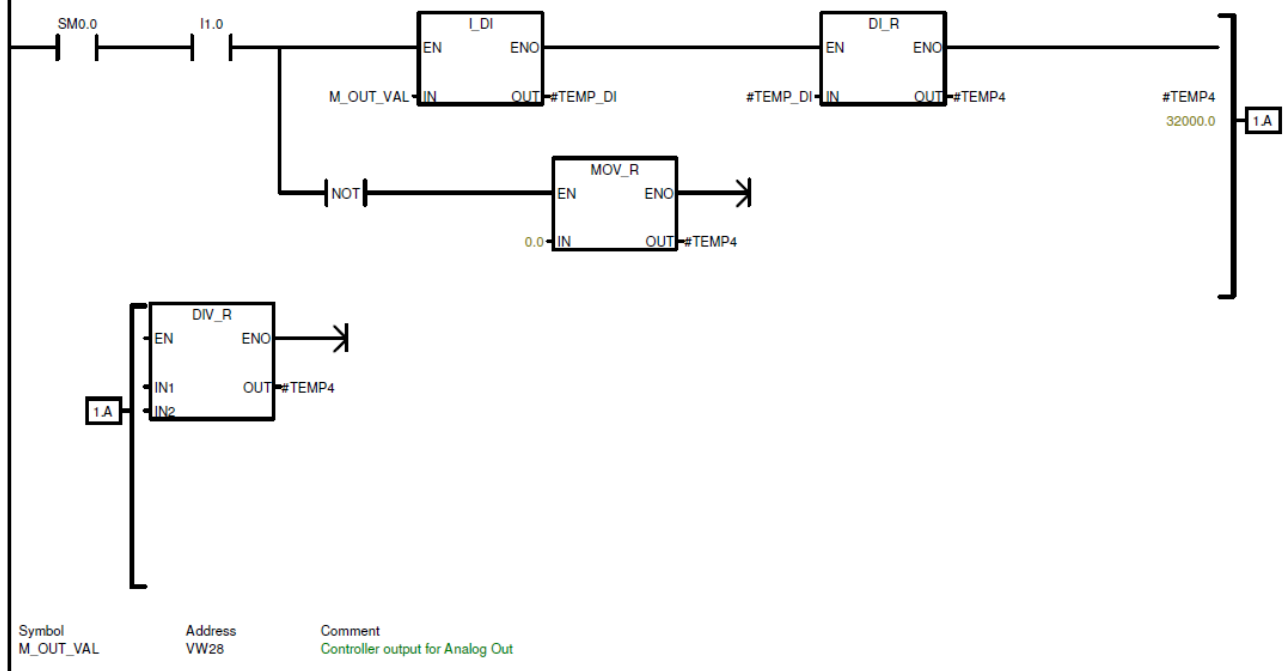 SM0.0 I1.0 I_DI DI_R
EN ENO EN ENO
M_OUT_VAL IN OUT #TEMP_DI #TEMP_DI IN OUT #TEMP4 #TEMP4
32000.0 1.A
MOV_R
NOT EN ENO
0.0 IN OUT #TEMP4
DIV_R
EN ENO
IN1 OUT #TEMP4
1.A IN2
Symbol Address Comment
M_OUT_VAL VW28 Controller output for Analog Out